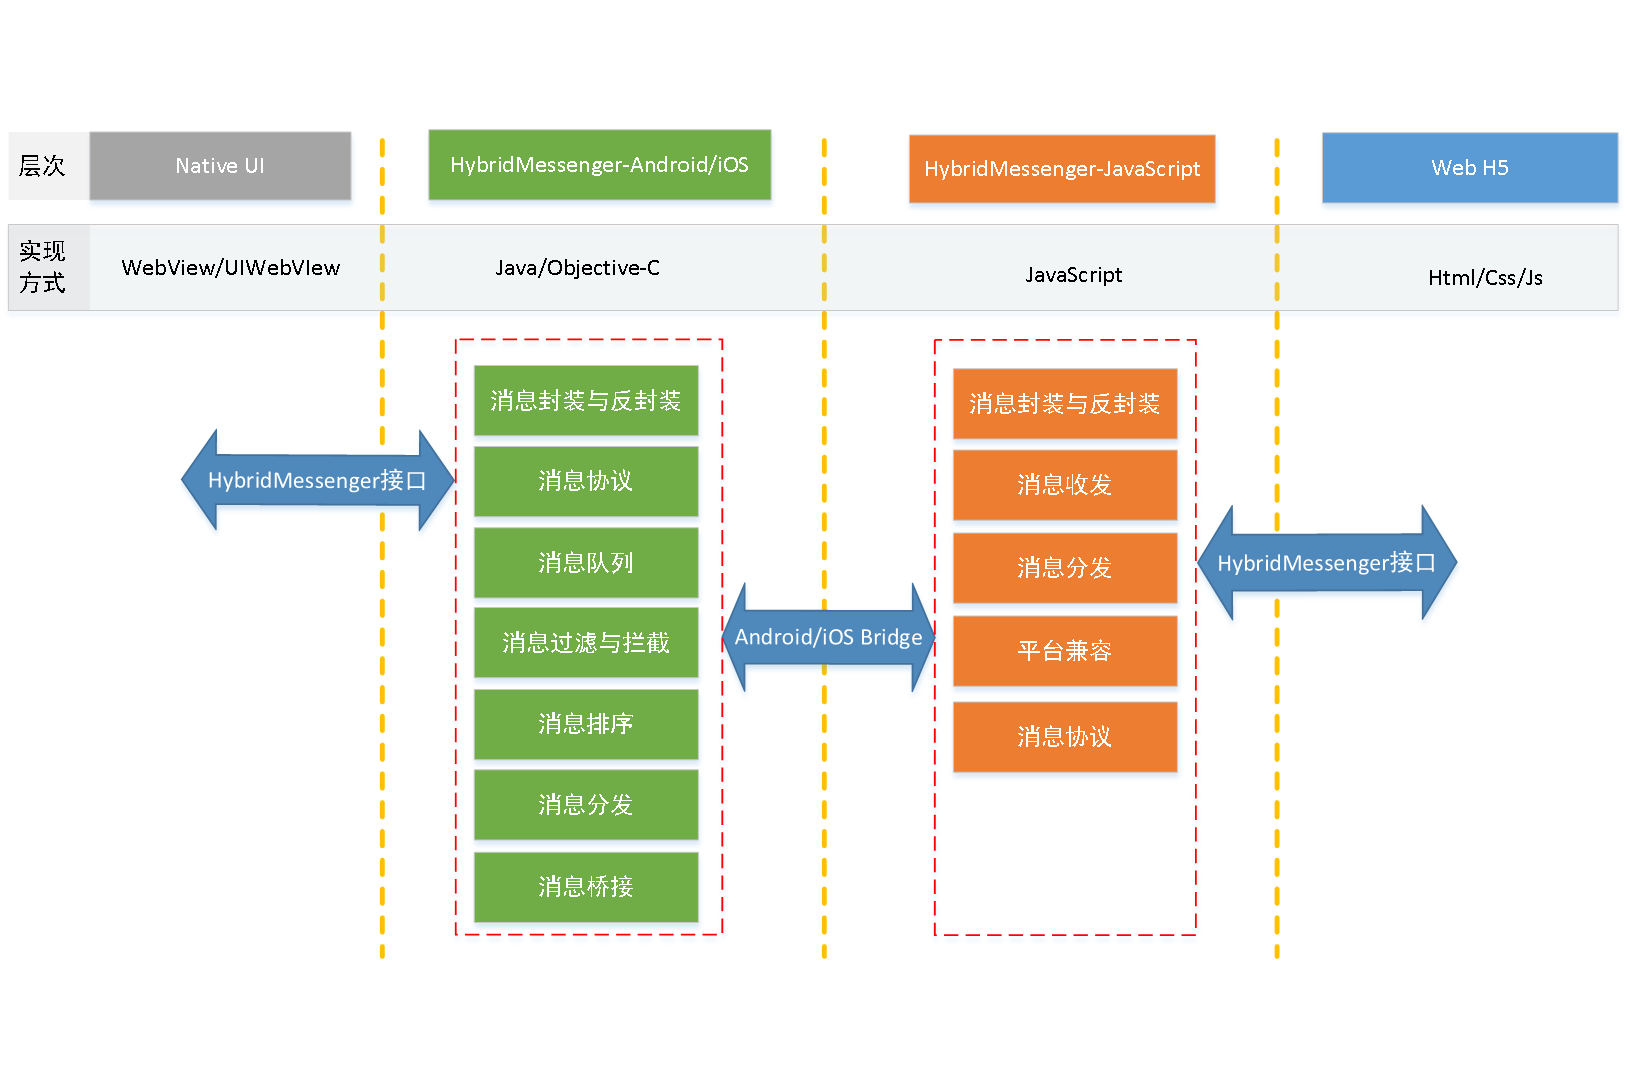 层次
Native UI
HybridMessenger-Android/iOS
HybridMessenger-JavaScript
Web H5
实现
方式
WebView/UIWebVIew
Java/Objective-C
JavaScript
Html/Css/Js
消息封装与反封装
消息协议
消息队列
消息过滤与拦截
消息排序
消息分发
消息桥接
消息封装与反封装
消息收发
消息分发
平台兼容
消息协议
HybridMessenger接口
Android/iOS Bridge
HybridMessenger接口